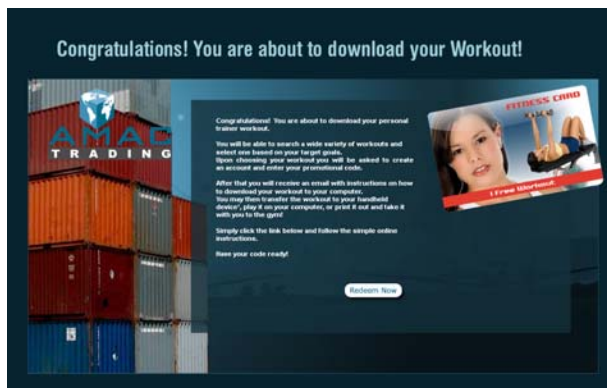 Congratulations! You are about to download your Workout!
AMAC
TRADING
FITNESS CARD
1 Free Workout
Congratulations! You are about to download your personal
trainer workout.
You will be able to search a wide variety of workouts and
select one based on your target goals.
Upon choosing your workout you will be asked to create
an account and enter your promotional code.
After that you will receive an email with instructions on how
to download your workout to your computer.
You may then transfer the workout to your handheld
device*, play it on your computer, or print it out and take it
with you to the gym!
Simply click the link below and follow the simple online
instructions.
Have your code ready!
Redeem Now